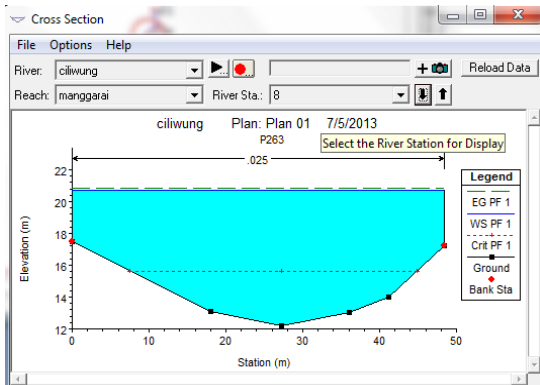 Cross Section
File Options Help
River: ciliwung Reload Data
Reach: manggarai River Sta.: 8
ciliwung Plan: Plan 01 7/5/2013
P263
Select the River Station for Display
.025
Legend
EG PF 1
WS PF 1
Crit PF 1
Ground
Bank Sta
Elevation (m)
22
20
18
16
14
12
0 10 20 30 40 50
Station (m)